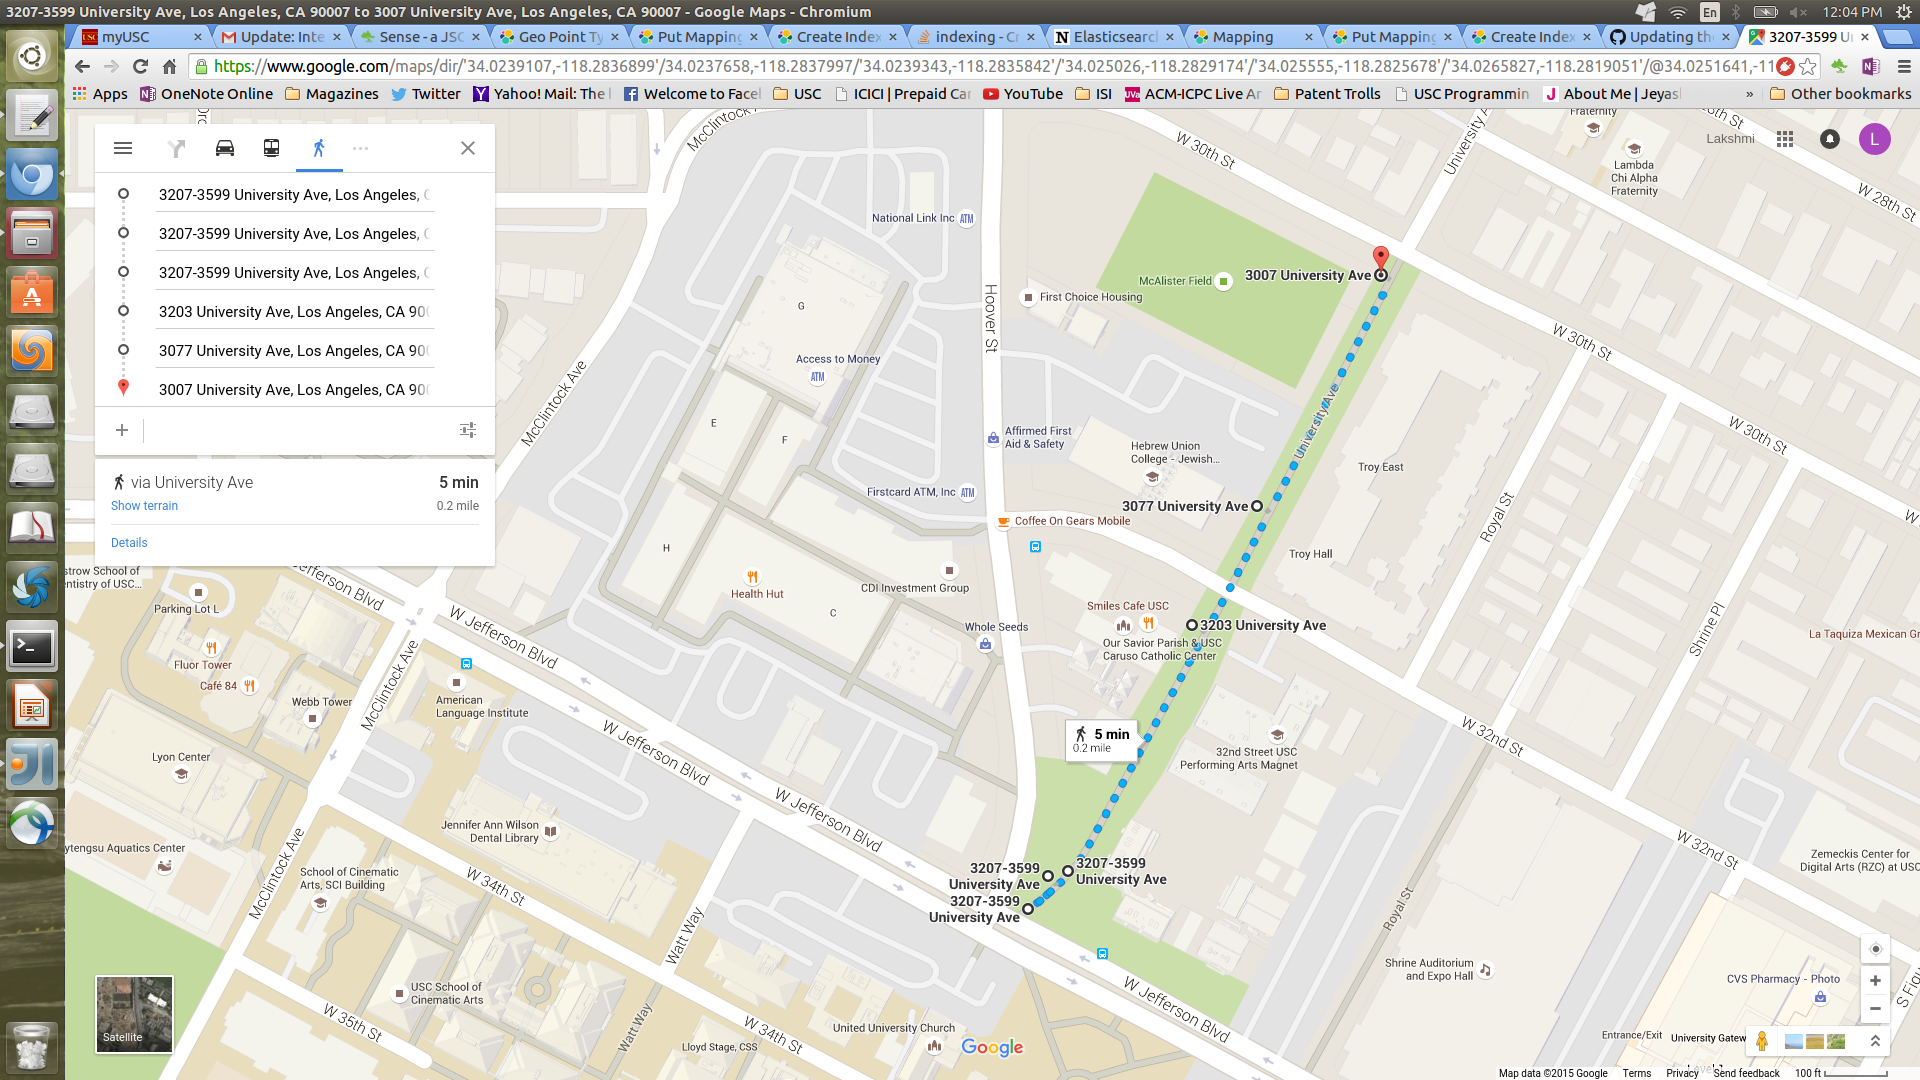 3207-3599 University Ave, Los Angeles, CA 90007 to 3007 University Ave, Los Angeles, CA 90007 - Google Maps - Chromium
En
12:04 PM
myUSC
Update: Inte
Sense - a JSC
Geo Point Ty
Put Mapping
Create Index
indexing - Cr
Elasticsearch
Mapping
Put Mapping
Create Index
Updating th
3207-3599 U
https://www.google.com/maps/dir/'34.0239107,-118.2836899'/'34.0237658,-118.2837997/'34.0239343,-118.2835842'/'34.025026,-118.2829174'/'34.025555,-118.2825678'/'34.0265827,-118.2819051'/@34.0251641,-11
Apps
OneNote Online
Magazines
Twitter
Yahoo! Mail: The
Welcome to Face
USC
ICICI | Prepaid Car
YouTube
ISI
ACM-ICPC Live Ar
Patent Trolls
USC Programmin
About Me | Jeyas
»
Other bookmarks
3207-3599 University Ave, Los Angeles,
3207-3599 University Ave, Los Angeles,
3207-3599 University Ave, Los Angeles,
3203 University Ave, Los Angeles, CA 900
3077 University Ave, Los Angeles, CA 900
3007 University Ave, Los Angeles, CA 900
via University Ave
5 min
Show terrain
0.2 mile
Details
Lakshmi
L
McClintock
W 30th St
University A
Fraternity
Lambda
Chi Alpha
Fraternity
W 28th St
National Link Inc
ATM
McAlister Field
3007 University Ave
First Choice Housing
Hoover St
G
Access to Money
ATM
W 30th St
McClintock Ave
University Ave
E
F
Affirmed First
Aid & Safety
Hebrew Union
College - Jewish...
Troy East
W 30th St
Firstcard ATM, Inc
ATM
3077 University Ave
Coffee On Gears Mobile
Royal St
H
Troy Hall
strow School of
entistry of USC...
efferson Blvd
Parking Lot L
Health Hut
CDI Investment Group
C
Smiles Cafe USC
3203 University Ave
Whole Seeds
Our Savior Parish & USC
Caruso Catholic Center
Shrine Pl
La Taquiza Mexican Gr
W Jefferson Blvd
Fluor Tower
Café 84
Webb Tower
McClintock Ave
American
Language Institute
W Jefferson Blvd
5 min
0.2 mile
32nd Street USC
Performing Arts Magnet
W 32nd St
Lyon Center
W Jefferson Blvd
Jennifer Ann Wilson
Dental Library
ytengsu Aquatics Center
School of Cinematic
Arts, SCI Building
McClintock Ave
W 34th St
3207-3599
University Ave
3207-3599
University Ave
3207-3599
University Ave
W 32nd St
Zemeckis Center for
Digital Arts (RZC) at USC
Royal St
Watt Way
Shrine Auditorium
and Expo Hall
CVS Pharmacy - Photo
S Fi
USC School of
Cinematic Arts
W Jefferson Blvd
W 35th St
Watt Way
W 34th St
United University Church
Lloyd Stage, CSS
Google
Satellite
Entrance/Exit
University Gatew
Map data ©2015 Google
Terms
Privacy
Send feedback
100 ft